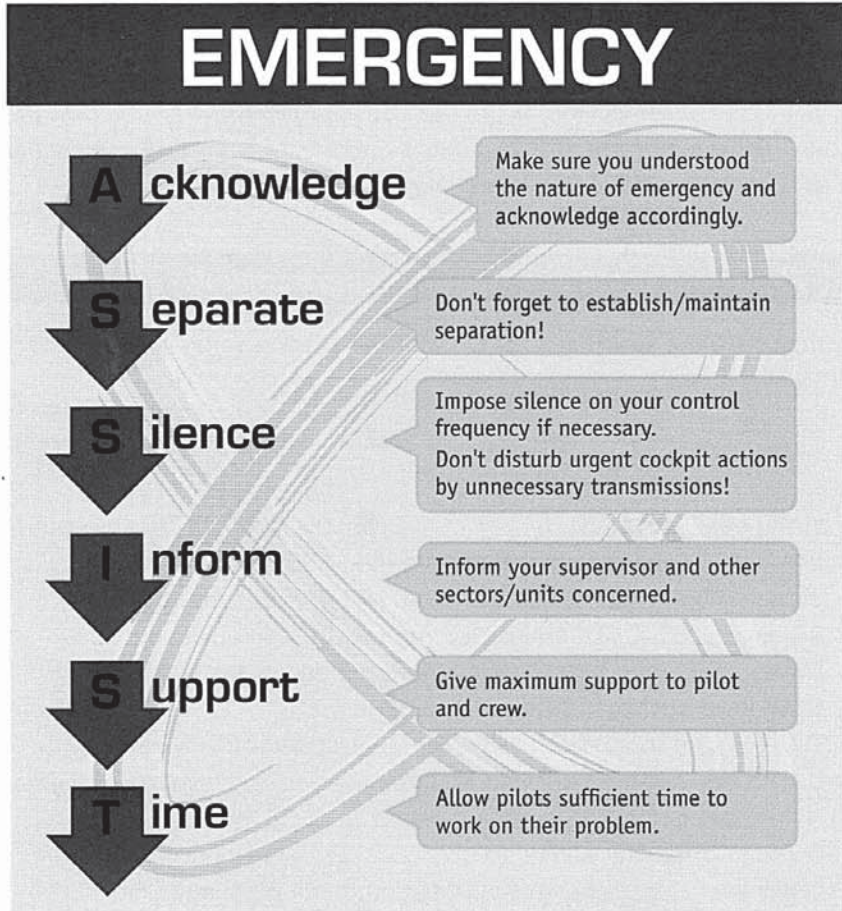 EMERGENCY
Acknowledge
Make sure you understood
the nature of emergency and
acknowledge accordingly.
Separate
Don't forget to establish/maintain
separation!
Silence
Impose silence on your control
frequency if necessary.
Don't disturb urgent cockpit actions
by unnecessary transmissions!
Inform
Inform your supervisor and other
sectors/units concerned.
Support
Give maximum support to pilot
and crew.
Time
Allow pilots sufficient time to
work on their problem.